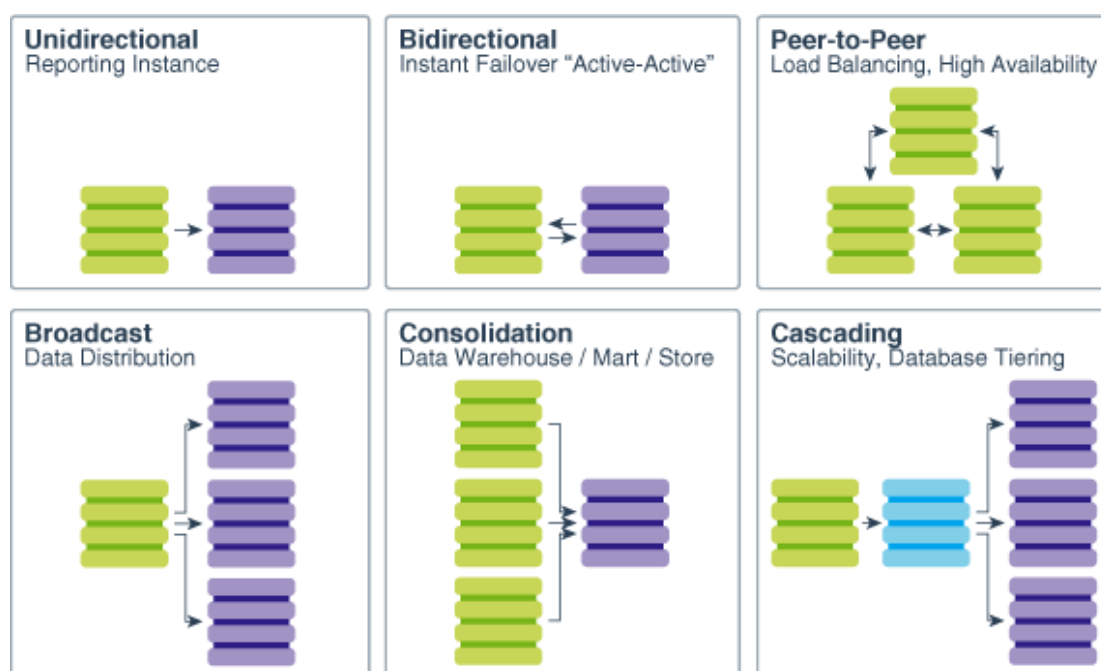 Unidirectional
Reporting Instance
Bidirectional
Instant Failover “Active-Active”
Peer-to-Peer
Load Balancing, High Availability
Broadcast
Data Distribution
Consolidation
Data Warehouse / Mart / Store
Cascading
Scalability, Database Tiering